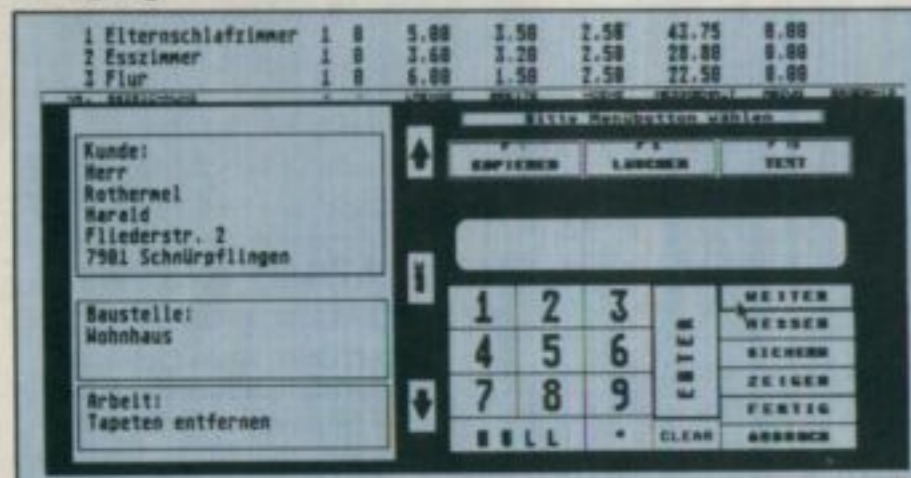 1 Elternschlafzimmer 1 0 5.00 3.50 2.50 43.75 0.00
2 Esszimmer 1 0 3.60 3.20 2.50 28.80 0.00
3 Flur 1 0 6.00 1.50 2.50 22.50 0.00
Bitte Menübutton wählen
KOPIEREN LÖSCHEN TEST
Kunde:
Herr
Rothermel
Harald
Fliederstr. 2
7901 Schnürpflingen
Baustelle:
Wohnhaus
Arbeit:
Tapeten entfernen
1 2 3
4 5 6
7 8 9
NULL CLEAR
ENTER
WEITER
MESSEN
SICHERN
ZEIGEN
FERTIG
ABBRUCH